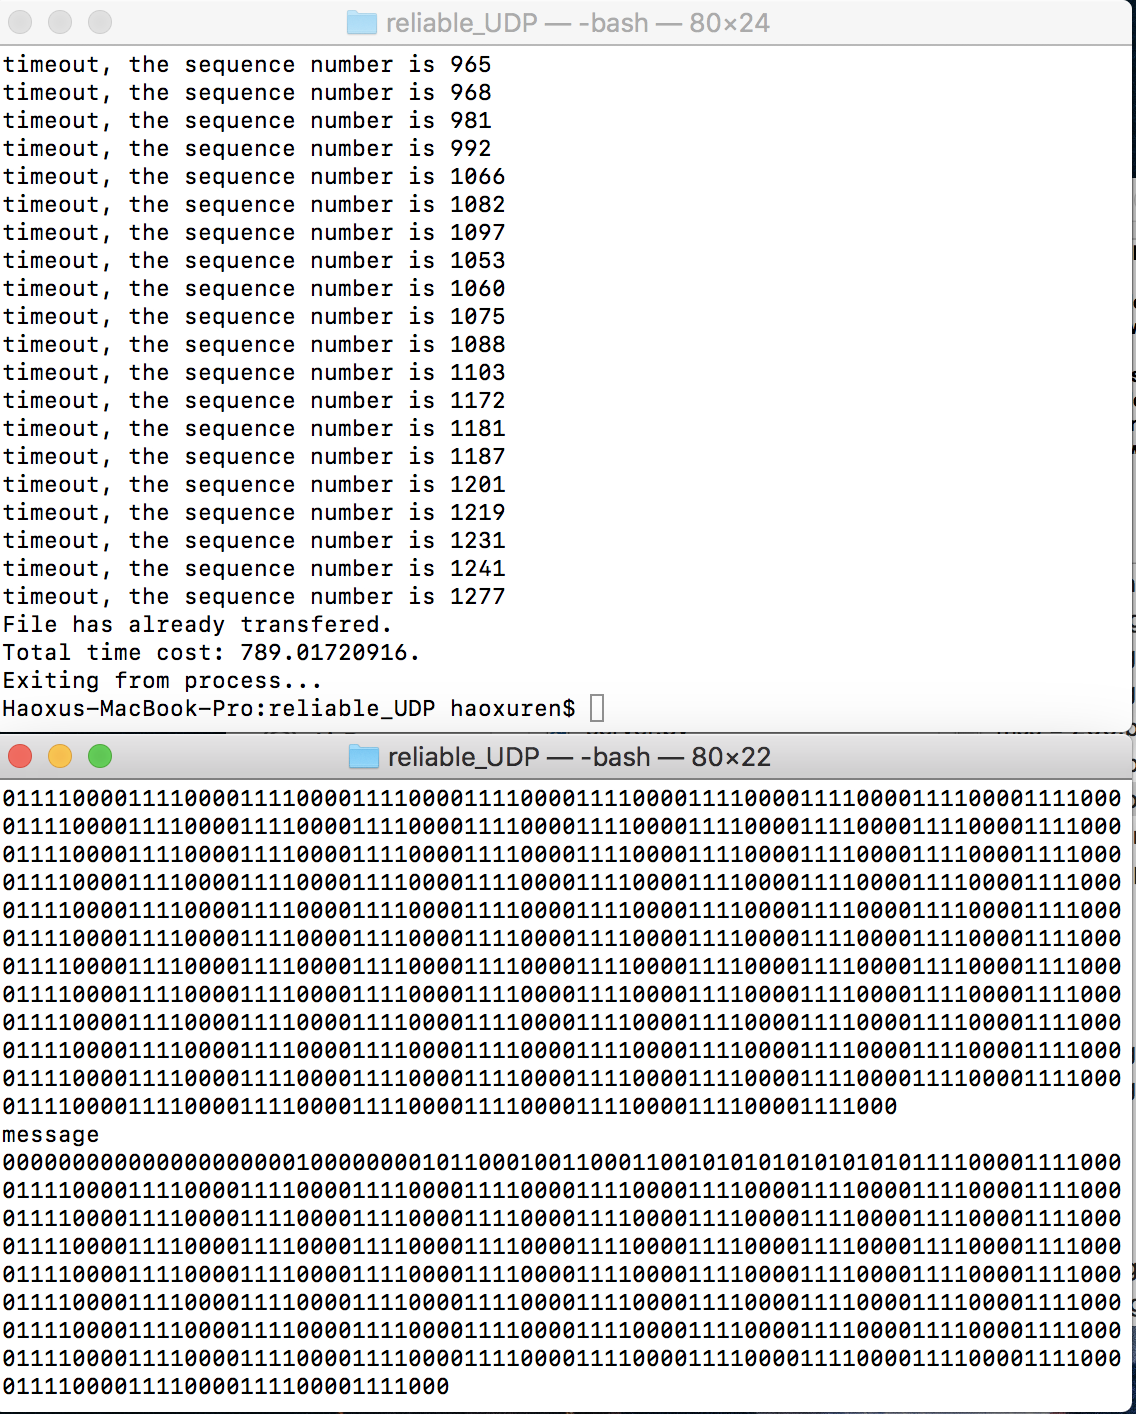 reliable_UDP — -bash — 80×24
timeout, the sequence number is 965
timeout, the sequence number is 968
timeout, the sequence number is 981
timeout, the sequence number is 992
timeout, the sequence number is 1066
timeout, the sequence number is 1082
timeout, the sequence number is 1097
timeout, the sequence number is 1053
timeout, the sequence number is 1060
timeout, the sequence number is 1075
timeout, the sequence number is 1088
timeout, the sequence number is 1103
timeout, the sequence number is 1172
timeout, the sequence number is 1181
timeout, the sequence number is 1187
timeout, the sequence number is 1201
timeout, the sequence number is 1219
timeout, the sequence number is 1231
timeout, the sequence number is 1241
timeout, the sequence number is 1277
File has already transfered.
Total time cost: 789.01720916.
Exiting from process...
Haoxus-MacBook-Pro:reliable_UDP haoxuren$
reliable_UDP — -bash — 80×22
01111000011110000111100001111000011110000111100001111000011110000111100001111000
01111000011110000111100001111000011110000111100001111000011110000111100001111000
01111000011110000111100001111000011110000111100001111000011110000111100001111000
01111000011110000111100001111000011110000111100001111000011110000111100001111000
01111000011110000111100001111000011110000111100001111000011110000111100001111000
01111000011110000111100001111000011110000111100001111000011110000111100001111000
01111000011110000111100001111000011110000111100001111000011110000111100001111000
01111000011110000111100001111000011110000111100001111000011110000111100001111000
01111000011110000111100001111000011110000111100001111000011110000111100001111000
01111000011110000111100001111000011110000111100001111000011110000111100001111000
01111000011110000111100001111000011110000111100001111000011110000111100001111000
0111100001111000011110000111100001111000011110000111100001111000
message
00000000000000000000010000000010110001001100011001010101010101010111100001111000
01111000011110000111100001111000011110000111100001111000011110000111100001111000
01111000011110000111100001111000011110000111100001111000011110000111100001111000
01111000011110000111100001111000011110000111100001111000011110000111100001111000
01111000011110000111100001111000011110000111100001111000011110000111100001111000
01111000011110000111100001111000011110000111100001111000011110000111100001111000
01111000011110000111100001111000011110000111100001111000011110000111100001111000
01111000011110000111100001111000011110000111100001111000011110000111100001111000
01111000011110000111100001111000